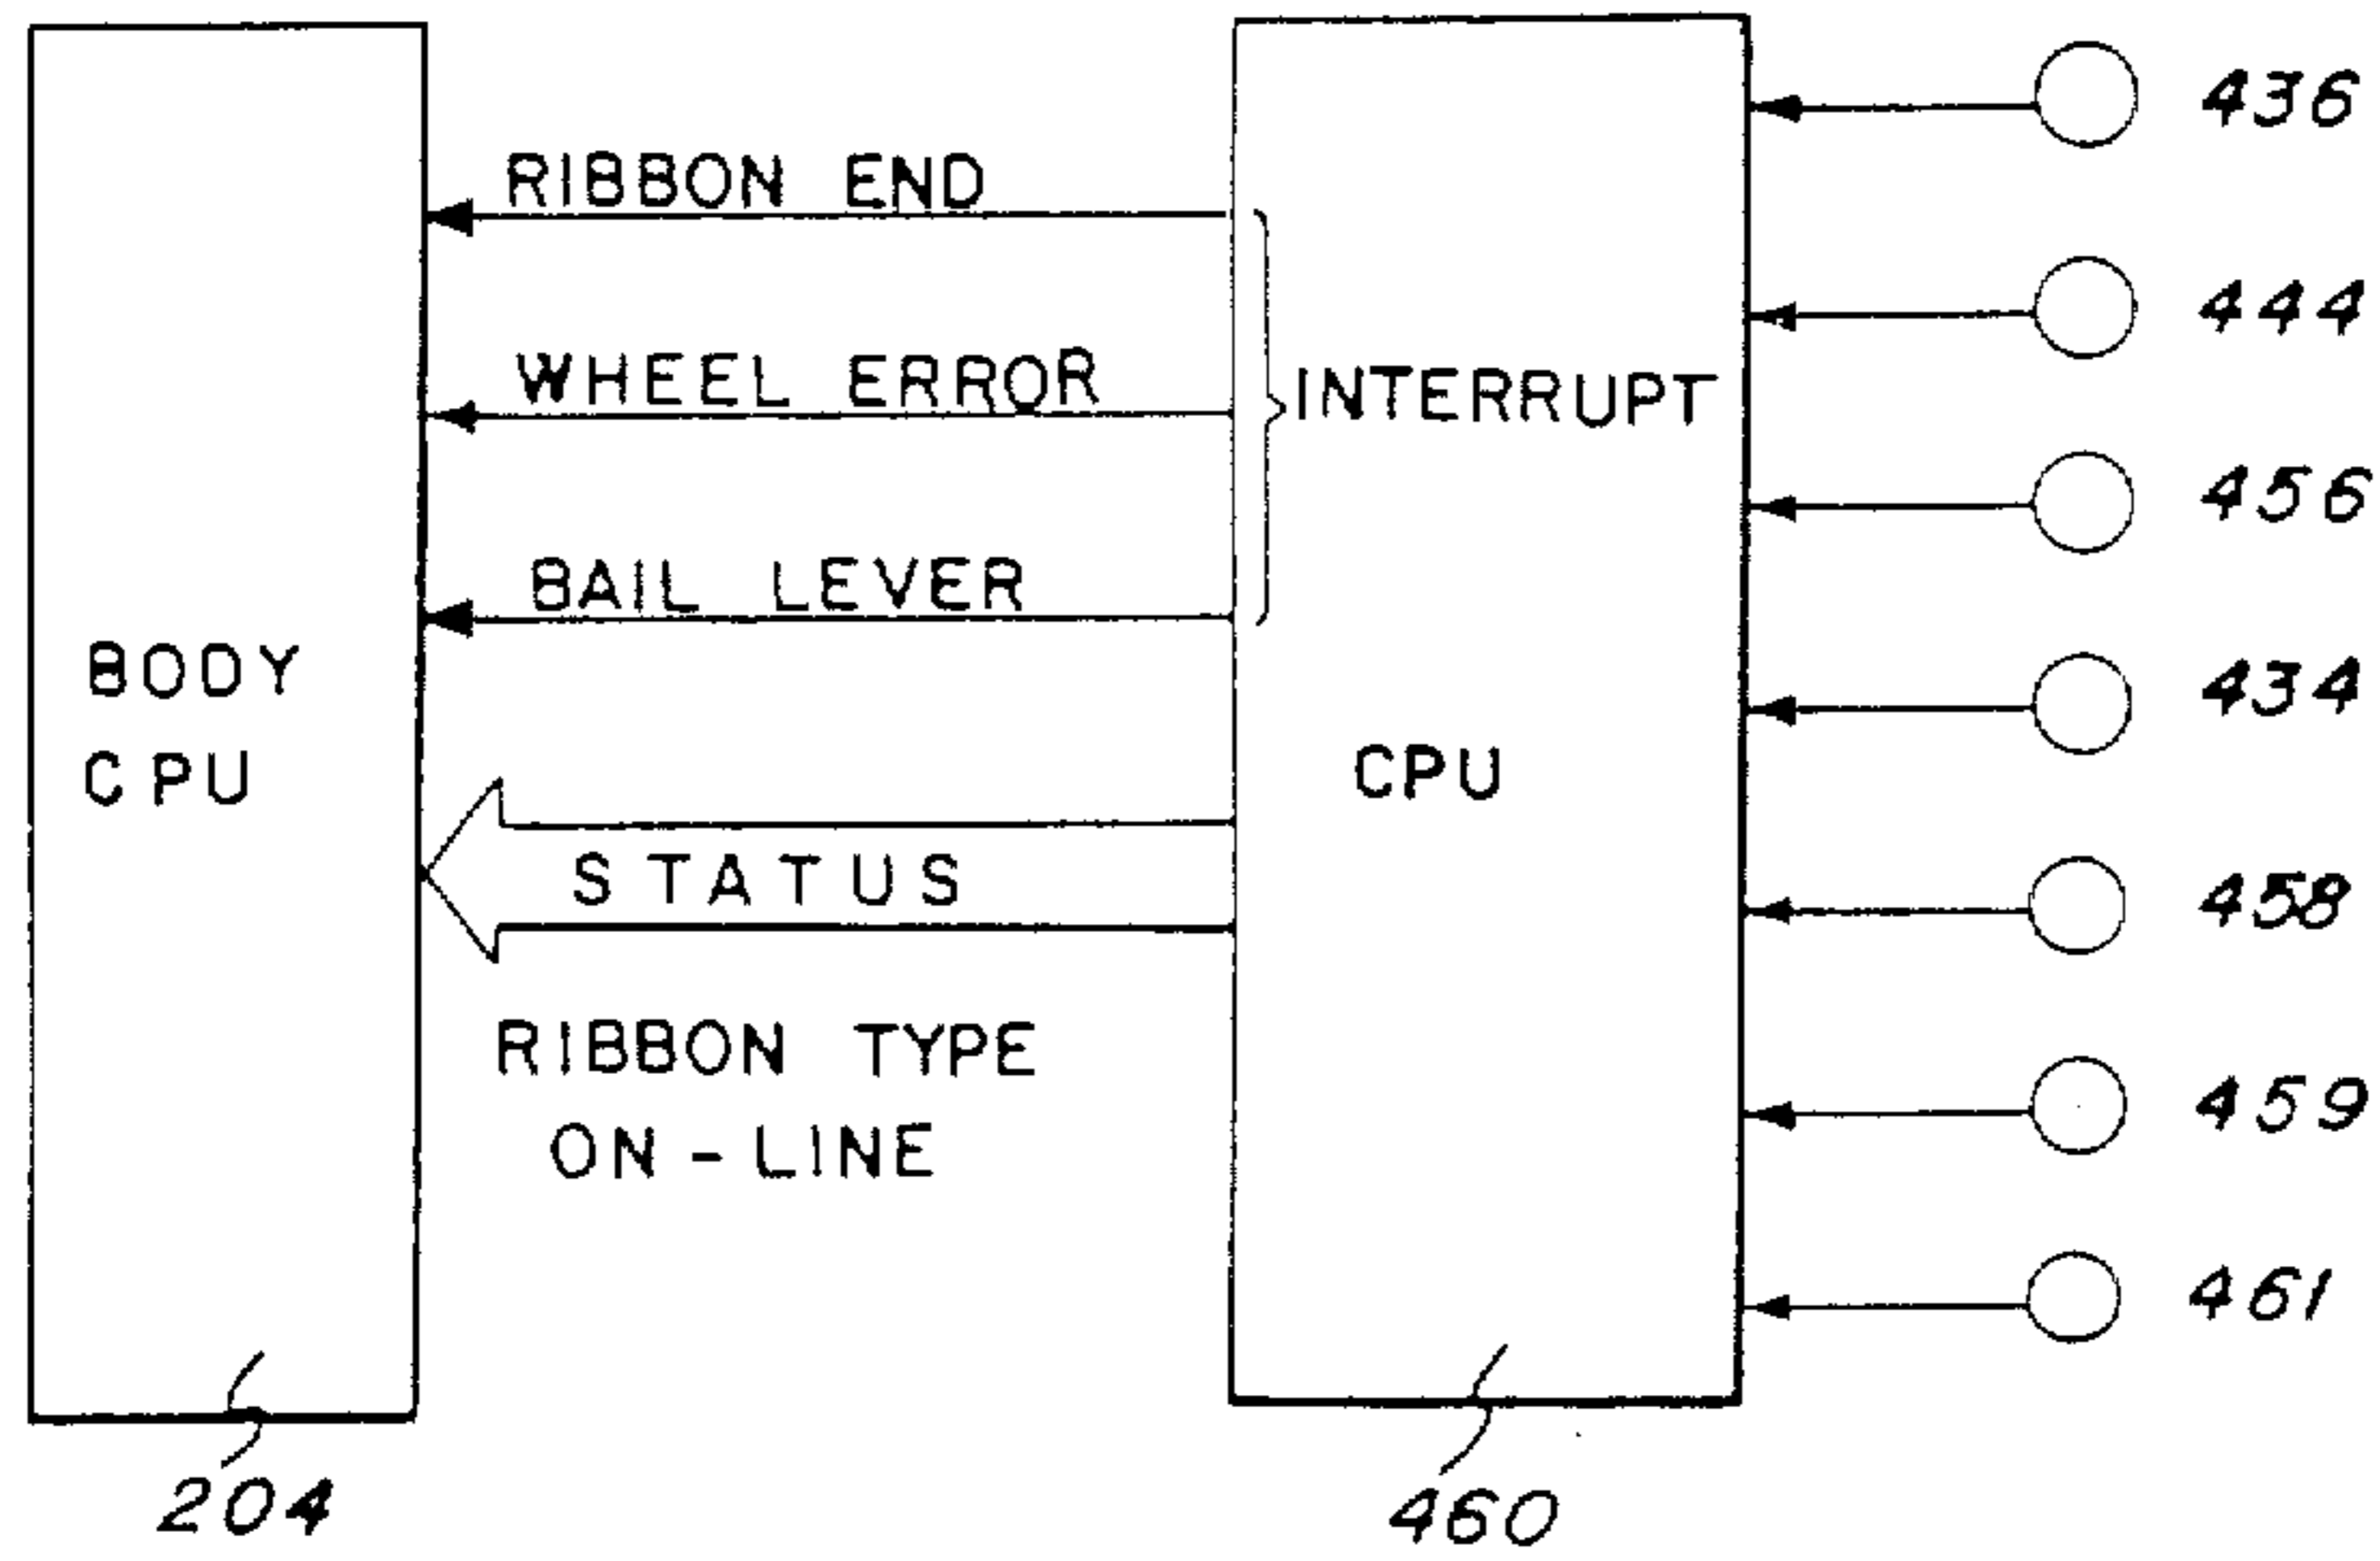 436
RIBBON END
444
WHEEL ERROR
INTERRUPT
456
BAIL LEVER
434
BODY
CPU
CPU
STATUS
458
RIBBON TYPE
ON-LINE
459
461
204
460